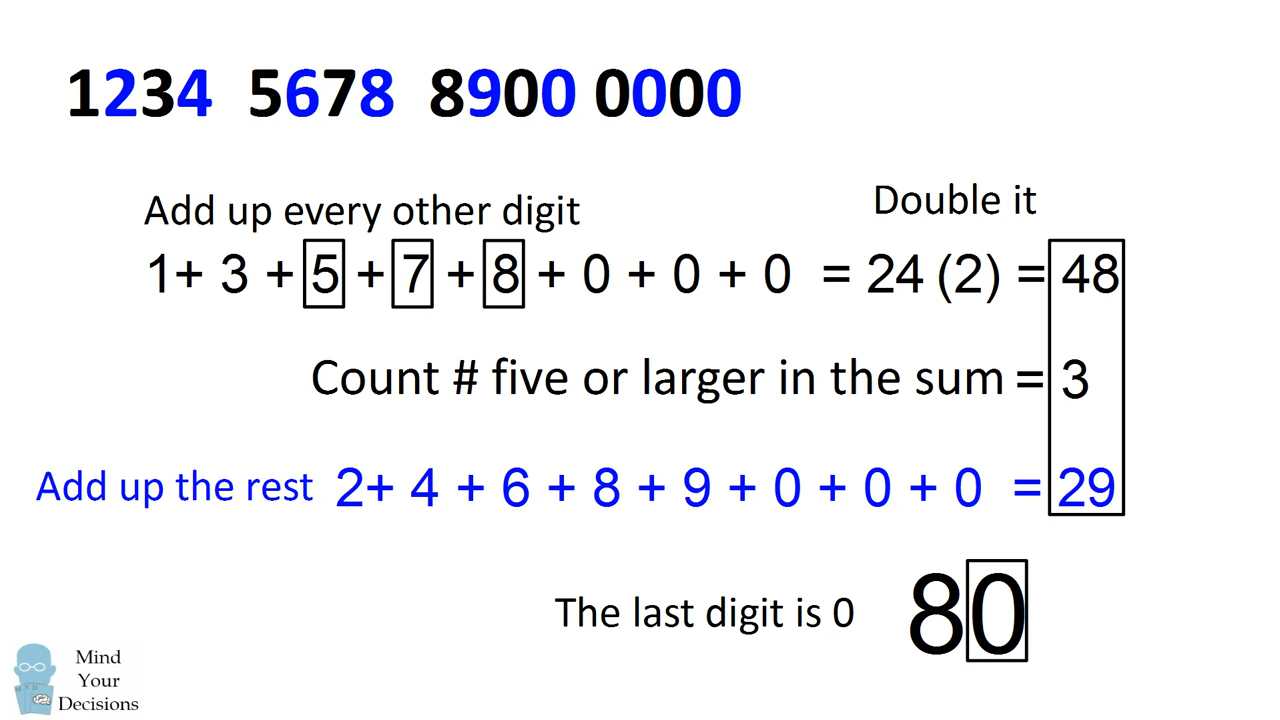 1234 5678 8900 0000
Add up every other digit
Double it
1+ 3 + 5 + 7 + 8 + 0 + 0 + 0 = 24 (2) = 48
Count # five or larger in the sum = 3
Add up the rest 2+ 4 + 6 + 8 + 9 + 0 + 0 + 0 = 29
The last digit is 0 80
Mind
Your
Decisions